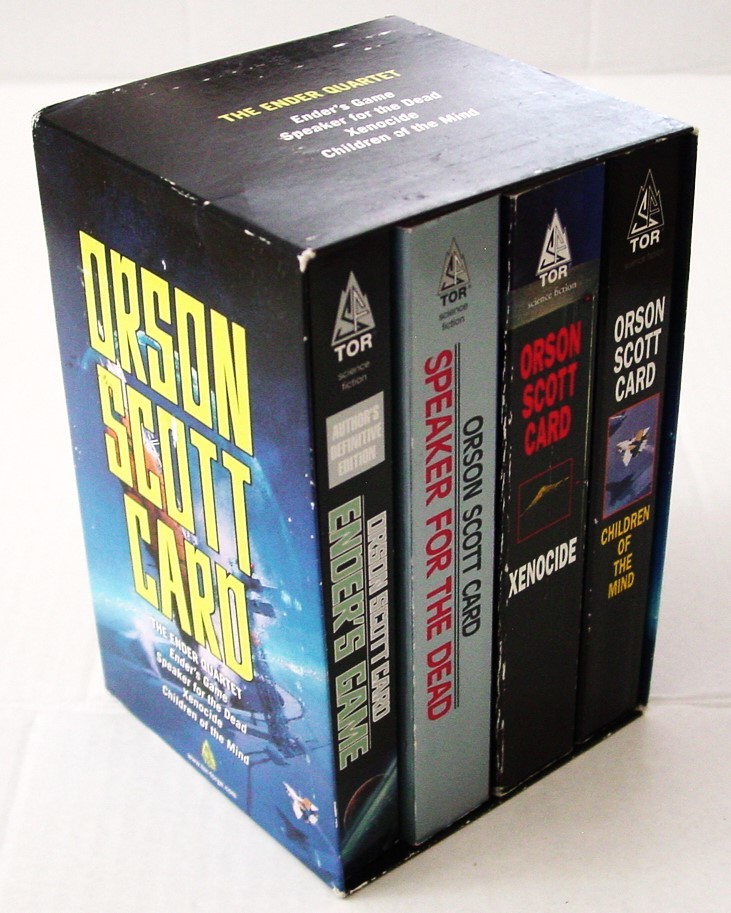 THE ENDER QUARTET
Ender's Game
Speaker for the Dead
Xenocide
Children of the Mind
ORSON
SCOTT
CARD
THE ENDER QUARTET
Ender's Game
Speaker for the Dead
Xenocide
Children of the Mind
TOR
science
fiction
AUTHOR'S
DEFINITIVE
EDITION
ORSON SCOTT CARD
ENDER'S GAME
TOR
science
fiction
ORSON SCOTT CARD
SPEAKER FOR THE DEAD
TOR
science fiction
ORSON
SCOTT
CARD
XENOCIDE
TOR
science fiction
ORSON
SCOTT
CARD
CHILDREN
OF
THE
MIND